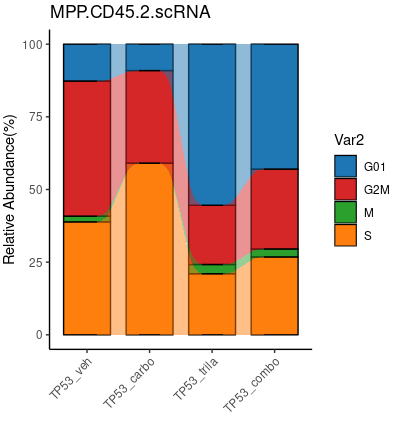 MPP.CD45.2.scRNA
Relative Abundance(%)
100
75
50
25
0
TP53_veh
TP53_carbo
TP53_trila
TP53_combo
Var2
G01
G2M
M
S